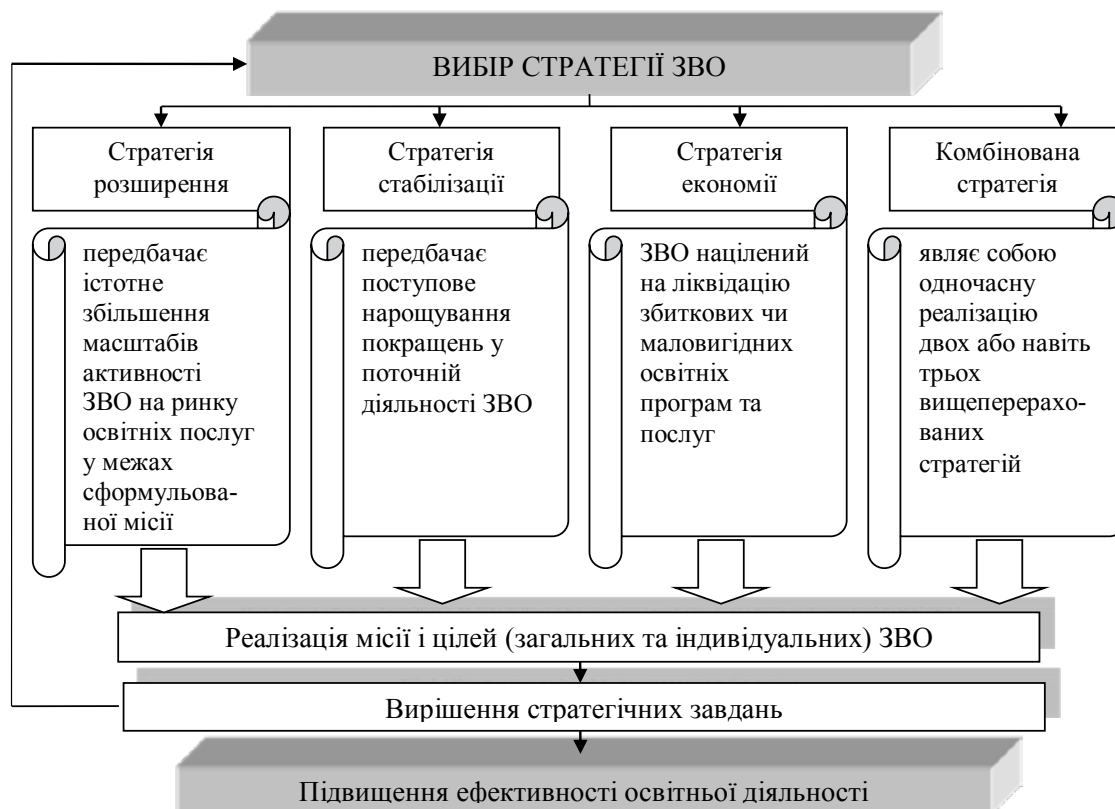 ВИБІР СТРАТЕГІЇ ЗВО
Стратегія
розширення
Стратегія
стабілізації
Стратегія
економії
Комбінована
стратегія
передбачає
істотне
збільшення
масштабів
активності
ЗВО на ринку
освітніх послуг
у межах
сформульова-
ної місії
передбачає
поступове
нарощування
покращень у
поточній
діяльності ЗВО
ЗВО націлений
на ліквідацію
збиткових чи
маловигідних
освітніх
програм та
послуг
являє собою
одночасну
реалізацію
двох або навіть
трьох
вищеперерахо-
ваних
стратегій
Реалізація місії і цілей (загальних та індивідуальних) ЗВО
Вирішення стратегічних завдань
Підвищення ефективності освітньої діяльності